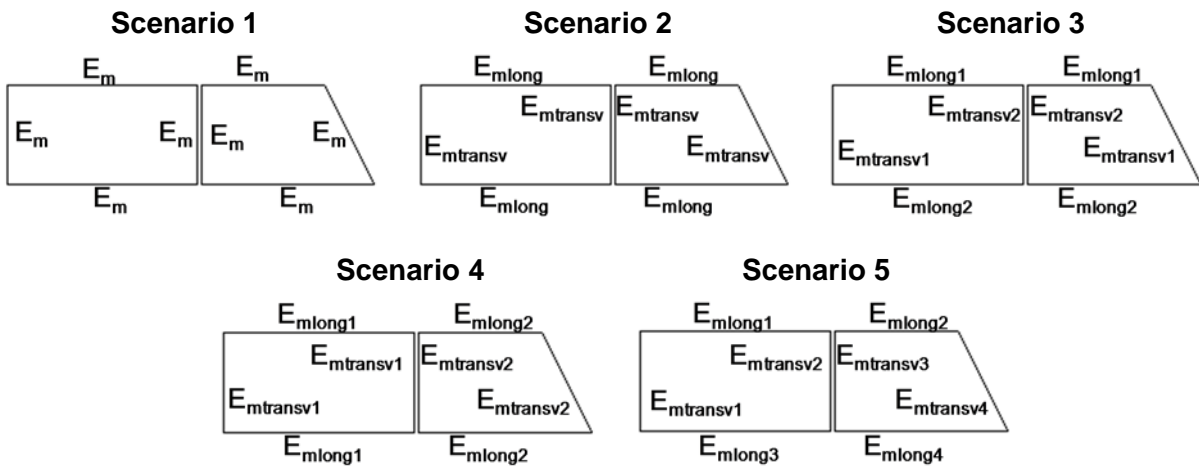 Scenario 1 Scenario 2 Scenario 3
Em Em Emlong Emlong Emlong1 Emlong1
Emtransv Emtransv Emtransv2 Emtransv2
Em Em Em Em Emtransv Emtransv Emtransv1 Emtransv1
Em Em Emlong Emlong Emlong2 Emlong2
Scenario 4 Scenario 5
Emlong1 Emlong2 Emlong1 Emlong2
Emtransv1 Emtransv2 Emtransv2 Emtransv3
Emtransv1 Emtransv2 Emtransv1 Emtransv4
Emlong1 Emlong2 Emlong3 Emlong4